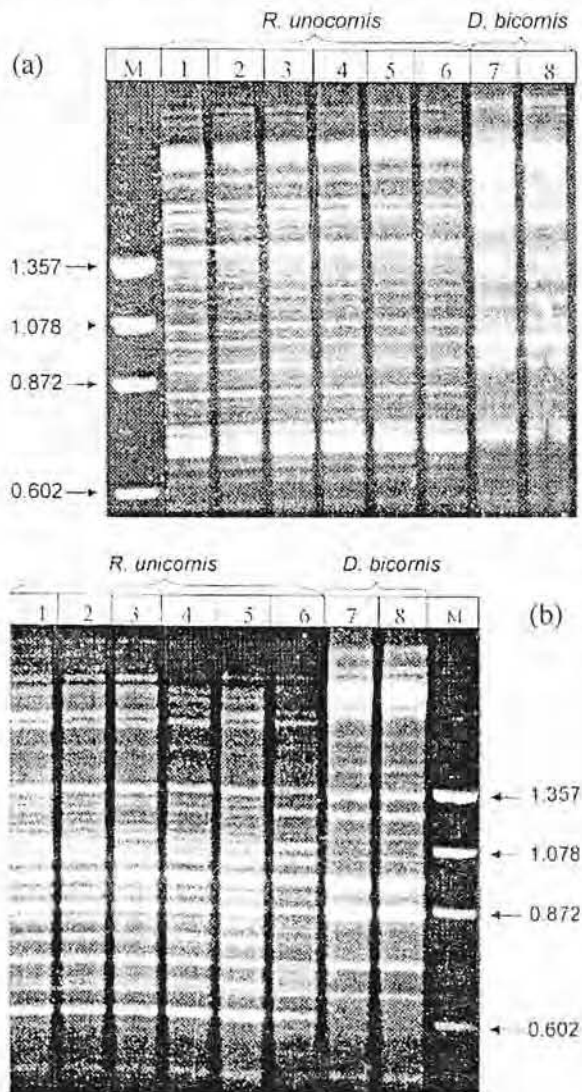 R. unocornis D. bicornis
(a)
M 1 2 3 4 5 6 7 8
1.357
1.078
0.872
0.602
R. unicornis D. bicornis
1 2 3 4 5 6 7 8 M (b)
1.357
1.078
0.872
0.602